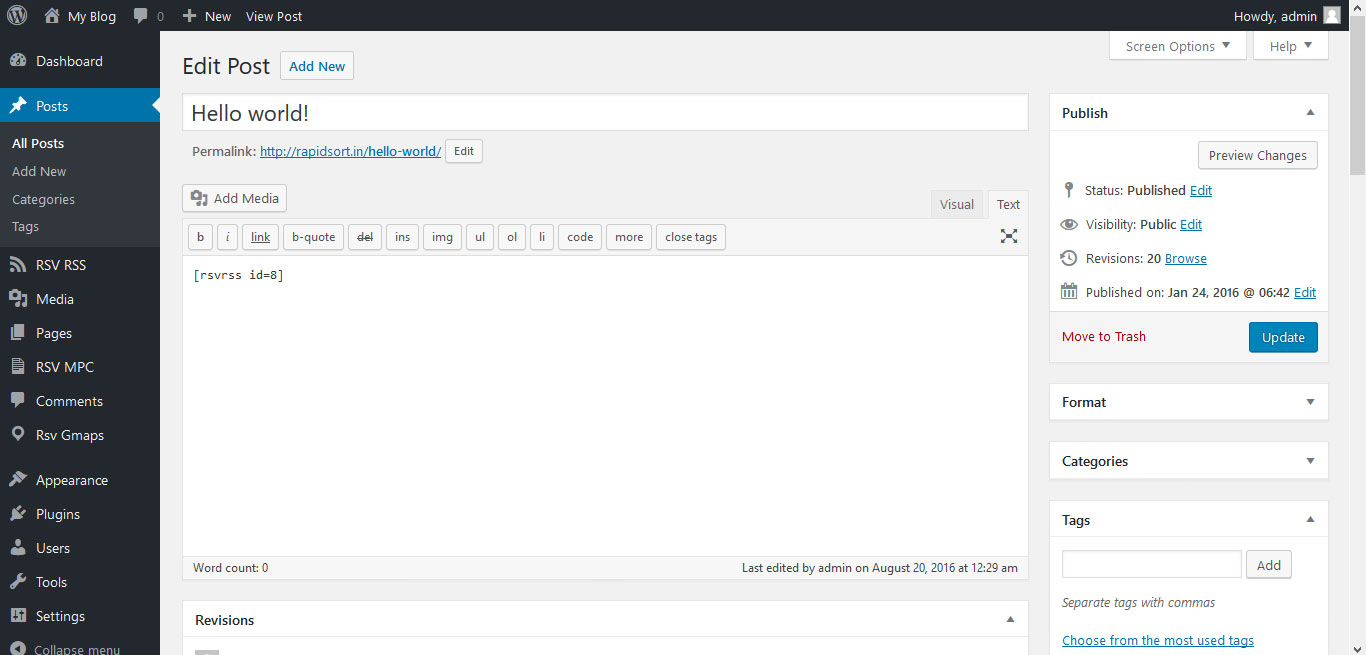 My Blog 0 New View Post Howdy, admin
Dashboard
Posts
All Posts
Add New
Categories
Tags
RSV RSS
Media
Pages
RSV MPC
Comments
Rsv Gmaps
Appearance
Plugins
Users
Tools
Settings
Collapse menu
Screen Options Help
Edit Post Add New
Hello world!
Permalink: http://rapidsort.in/hello-world/ Edit
Add Media Visual Text
b i link b-quote del ins img ul ol li code more close tags
[rsvrss id=8]
Word count: 0 Last edited by admin on August 20, 2016 at 12:29 am
Revisions
Publish
Preview Changes
Status: Published Edit
Visibility: Public Edit
Revisions: 20 Browse
Published on: Jan 24, 2016 @ 06:42 Edit
Move to Trash Update
Format
Categories
Tags
Add
Separate tags with commas
Choose from the most used tags